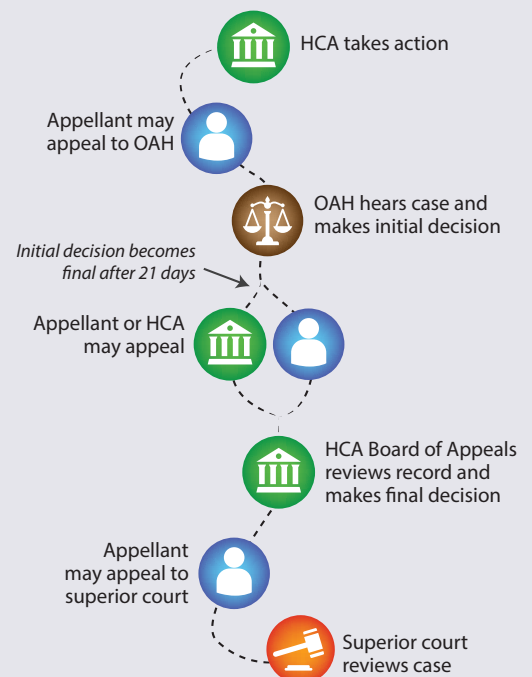 HCA takes action
Appellant may
appeal to OAH
OAH hears case and
makes initial decision
Initial decision becomes
final after 21 days
Appellant or HCA
may appeal
HCA Board of Appeals
reviews record and
makes final decision
Appellant
may appeal to
superior court
Superior court
reviews case